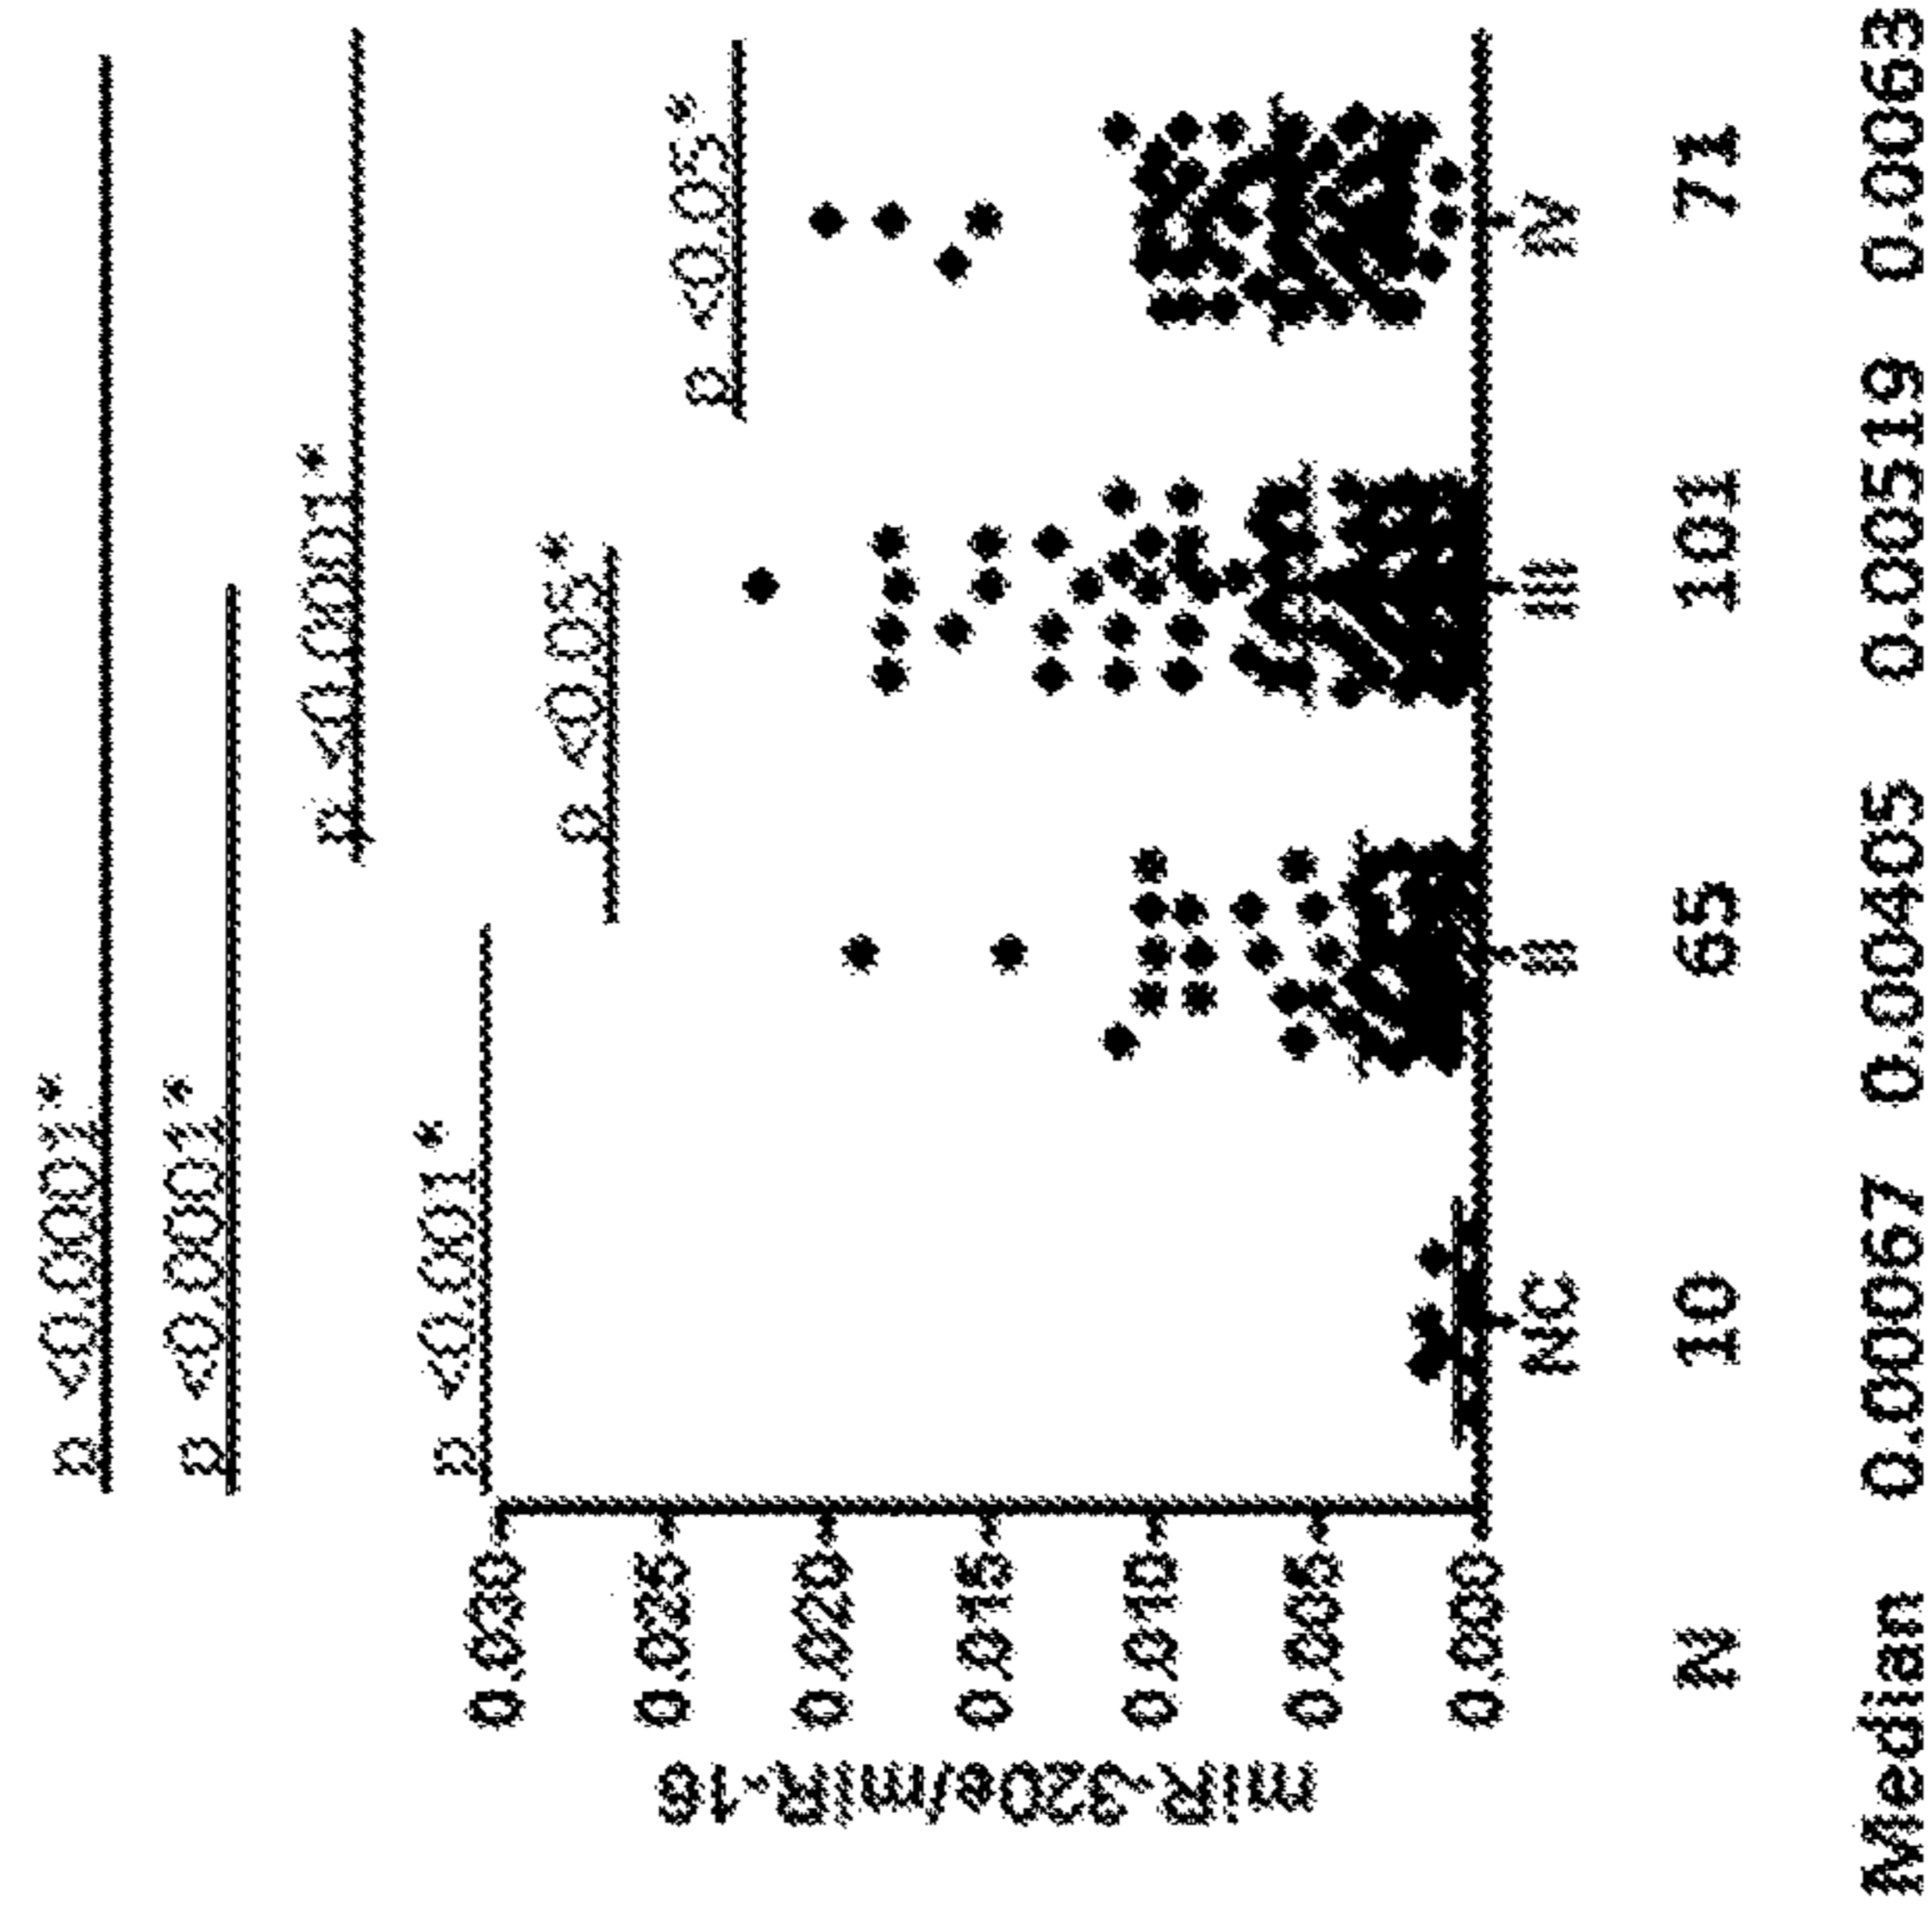 p <0.0001*
p <0.0001*
p <0.0001*
p <0.001*
p <0.05*
p <0.05*
miR-320e/miR-16
0.030
0.025
0.020
0.015
0.010
0.005
0.000
NC II III IV
N 10 65 101 71
Median 0.00067 0.00405 0.00519 0.0063